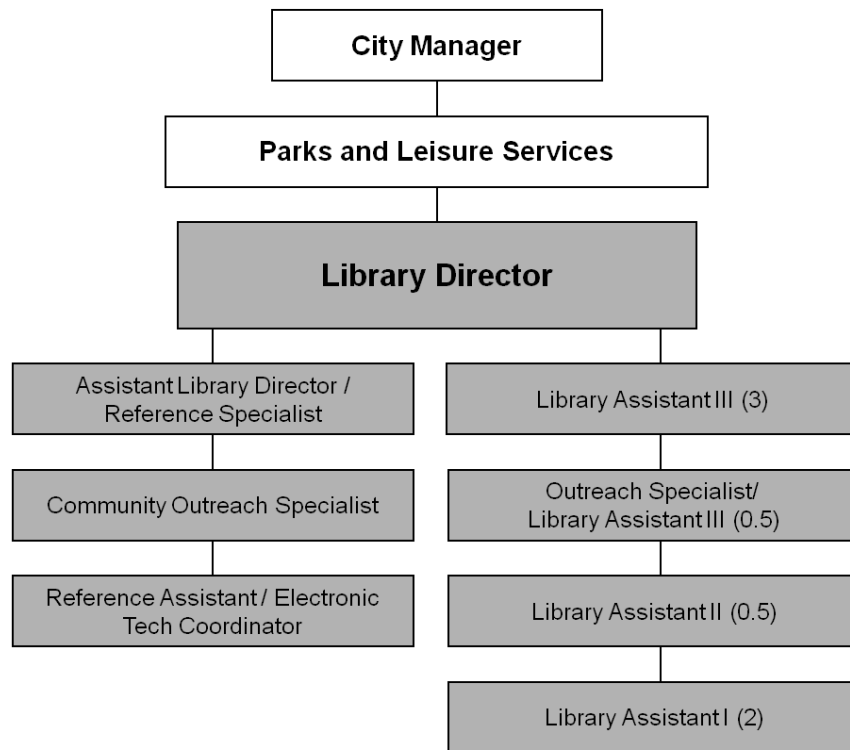 City Manager
Parks and Leisure Services
Library Director
Assistant Library Director /
Reference Specialist
Community Outreach Specialist
Reference Assistant / Electronic
Tech Coordinator
Library Assistant III (3)
Outreach Specialist/
Library Assistant III (0.5)
Library Assistant II (0.5)
Library Assistant I (2)